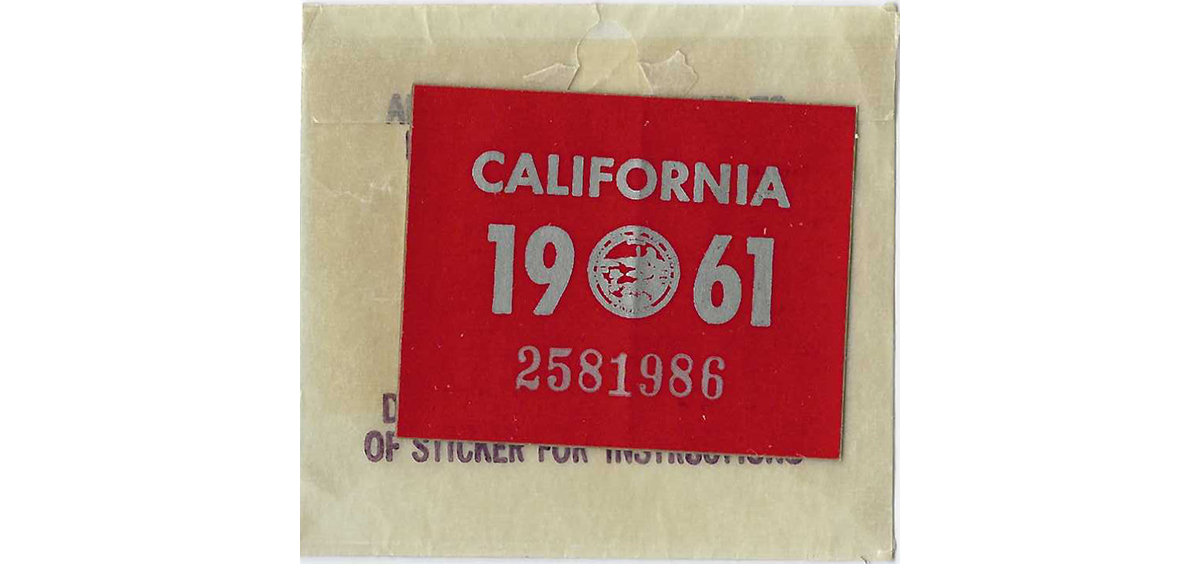 CALIFORNIA
19 61
2581986
OF STICKER FOR INSTRUCTIONS